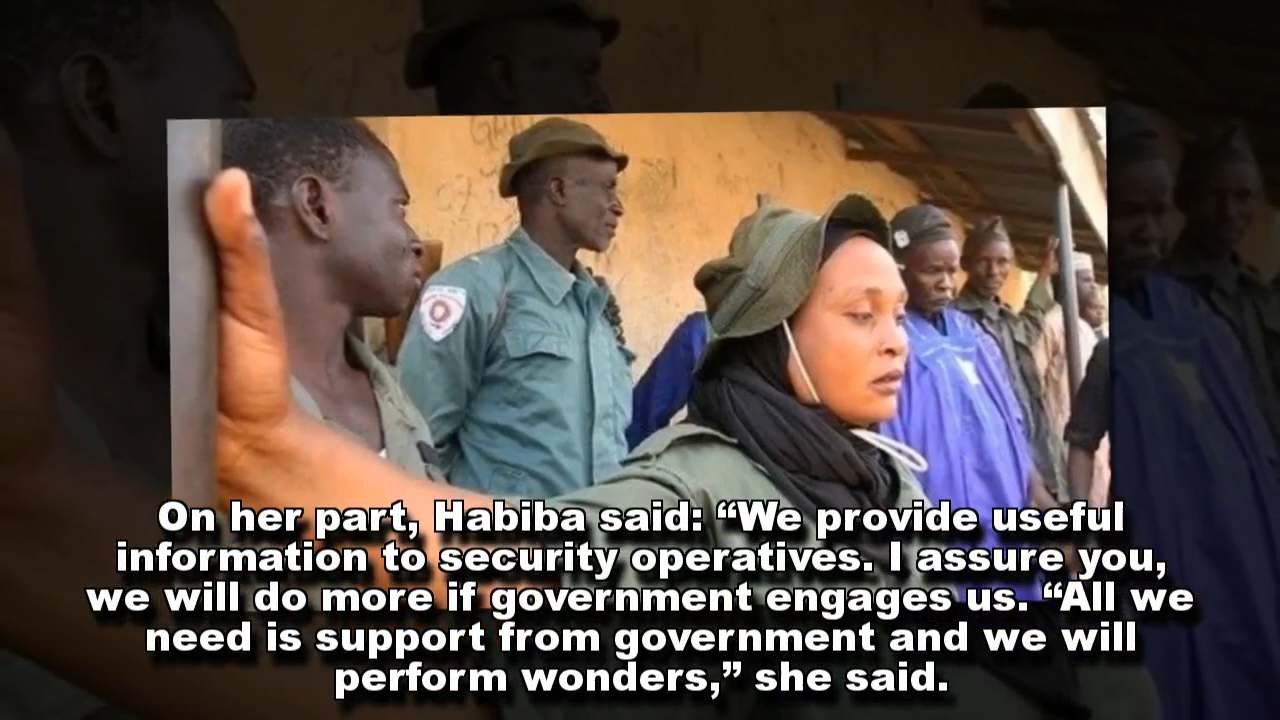 On her part, Habiba said: “We provide useful
information to security operatives. I assure you,
we will do more if government engages us. “All we
need is support from government and we will
perform wonders,” she said.